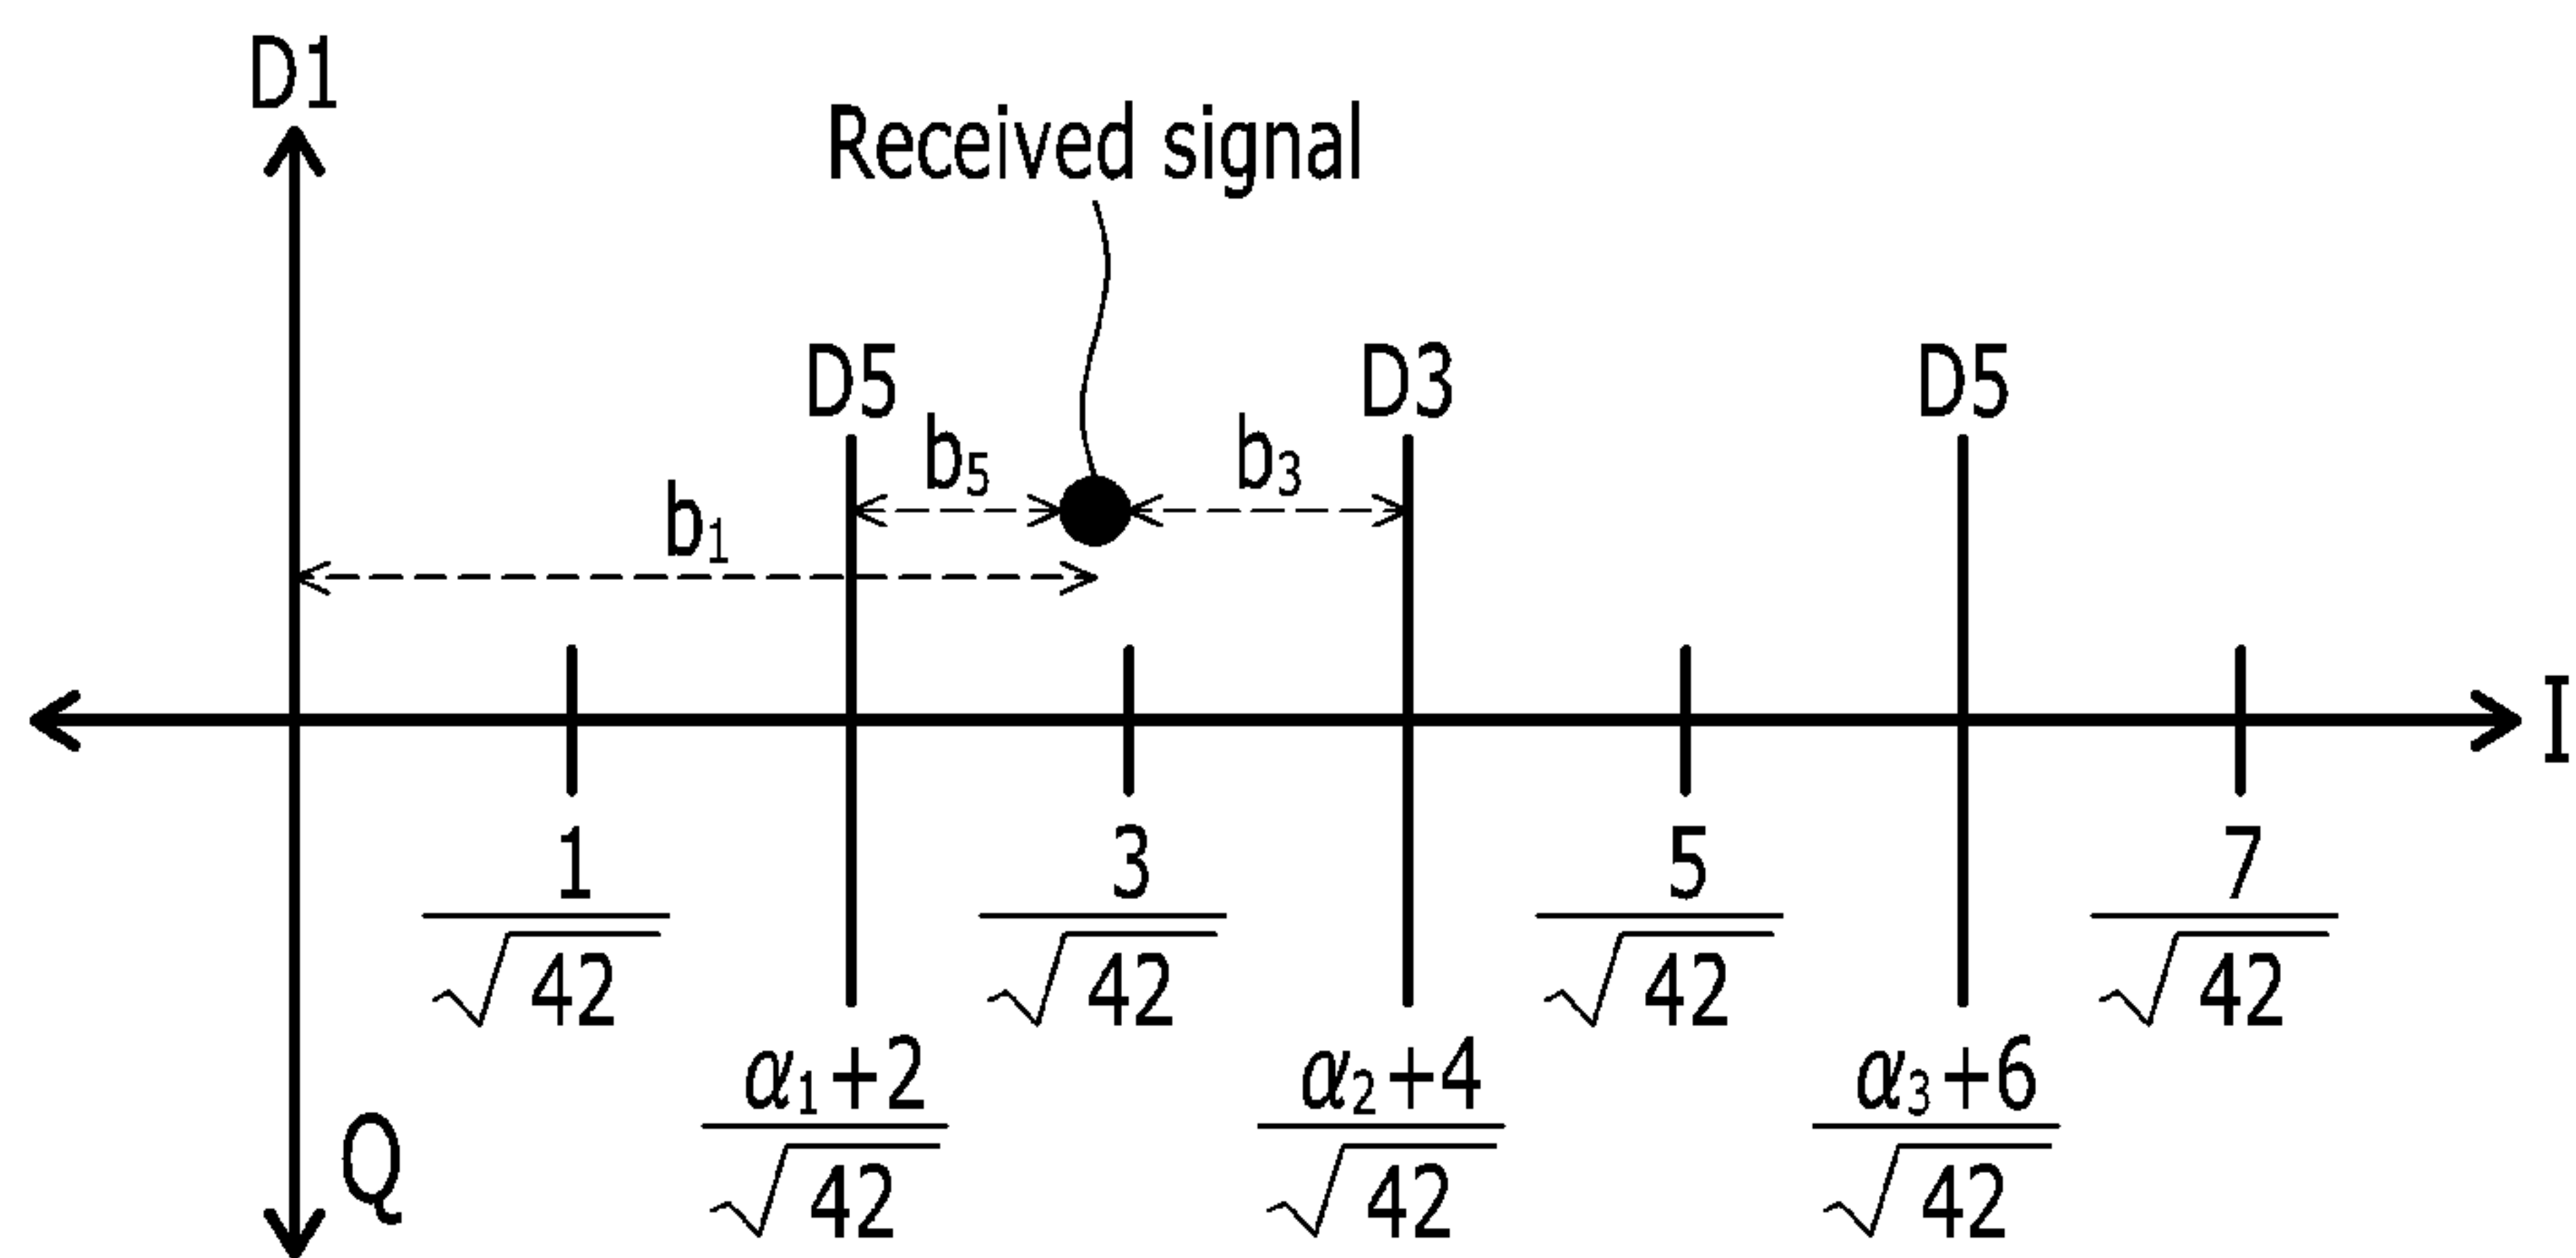 D1
Received signal
D5
D3
D5
b₅
b₃
b₁
I
1/√42
3/√42
5/√42
7/√42
α₁+2/√42
α₂+4/√42
α₃+6/√42
Q